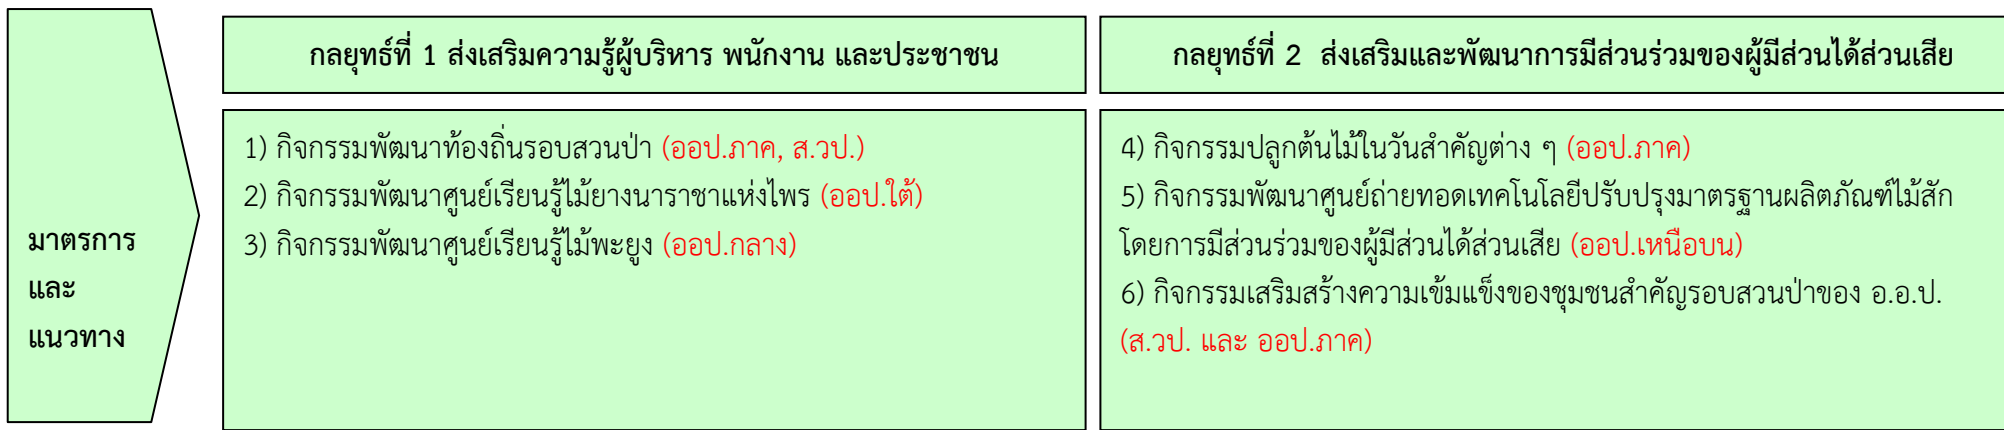 มาตรการ
และ
แนวทาง
กลยุทธ์ที่ 1 ส่งเสริมความรู้ผู้บริหาร พนักงาน และประชาชน
1) กิจกรรมพัฒนาท้องถิ่นรอบสวนป่า (ออป.ภาค, ส.วป.)
2) กิจกรรมพัฒนาศูนย์เรียนรู้ไม้ยางนาราชาแห่งไพร (ออป.ใต้)
3) กิจกรรมพัฒนาศูนย์เรียนรู้ไม้พะยูง (ออป.กลาง)
กลยุทธ์ที่ 2 ส่งเสริมและพัฒนาการมีส่วนร่วมของผู้มีส่วนได้ส่วนเสีย
4) กิจกรรมปลูกต้นไม้ในวันสำคัญต่าง ๆ (ออป.ภาค)
5) กิจกรรมพัฒนาศูนย์ถ่ายทอดเทคโนโลยีปรับปรุงมาตรฐานผลิตภัณฑ์ไม้สัก
โดยการมีส่วนร่วมของผู้มีส่วนได้ส่วนเสีย (ออป.เหนือบน)
6) กิจกรรมเสริมสร้างความเข้มแข็งของชุมชนสำคัญรอบสวนป่าของ อ.อ.ป.
(ส.วป. และ ออป.ภาค)